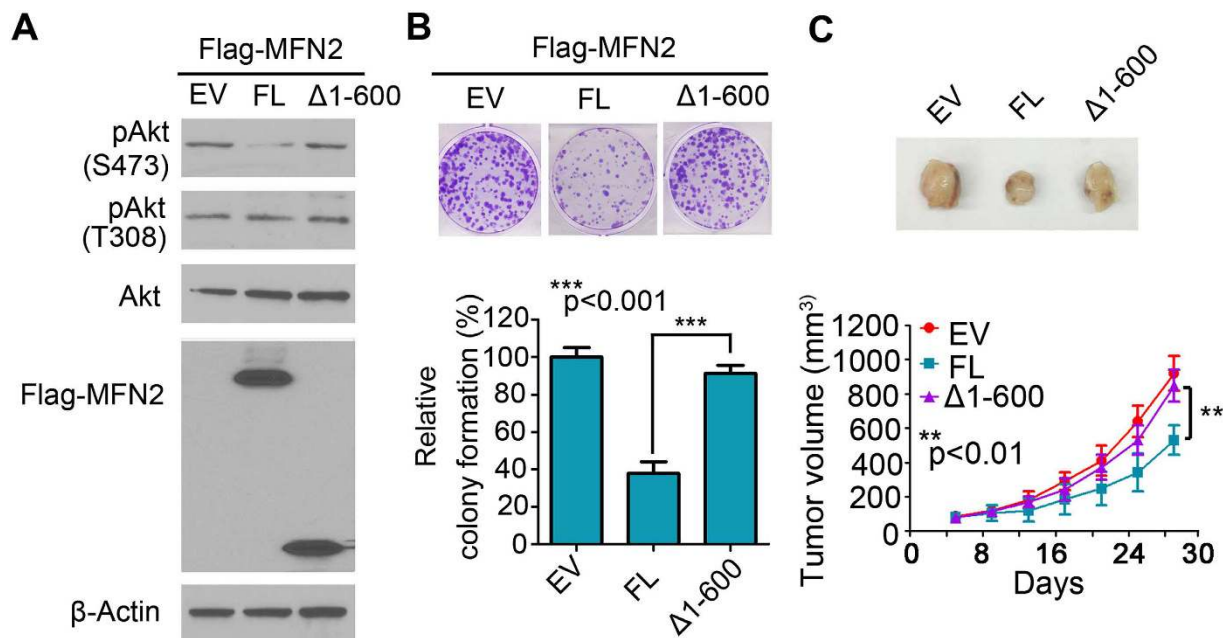 A
Flag-MFN2
EV FL Δ1-600
pAkt
(S473)
pAkt
(T308)
Akt
Flag-MFN2
β-Actin
B
Flag-MFN2
EV FL Δ1-600
Relative
colony formation (%)
***
p<0.001
***
120
100
80
60
40
20
0
EV
FL
Δ1-600
C
EV
FL
Δ1-600
Tumor volume (mm3)
1200
1000
800
600
400
200
0
EV
FL
Δ1-600
**
p<0.01
**
0 8 16 24 30
Days